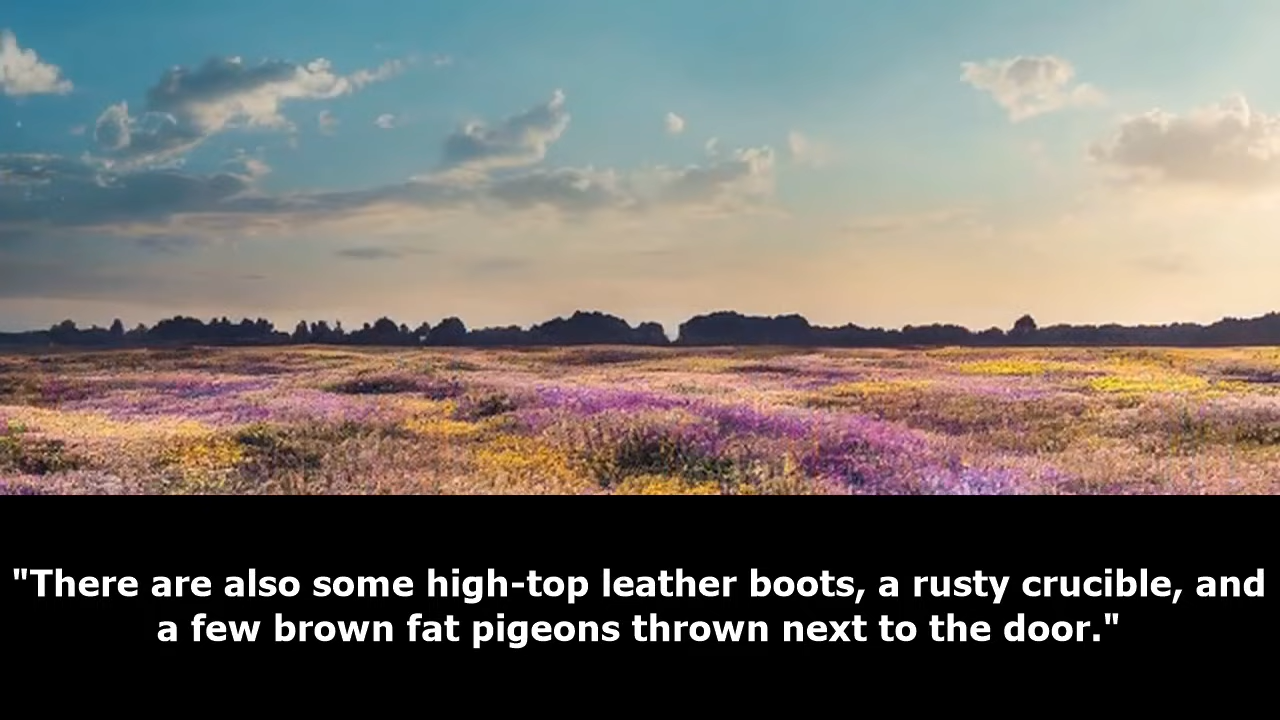 "There are also some high-top leather boots, a rusty crucible, and
a few brown fat pigeons thrown next to the door."